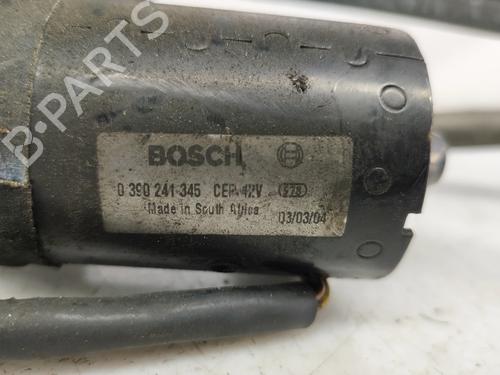 B-PARTS
BOSCH
0 390 241 345 CEP 12V
Made in South Africa
03/03/04